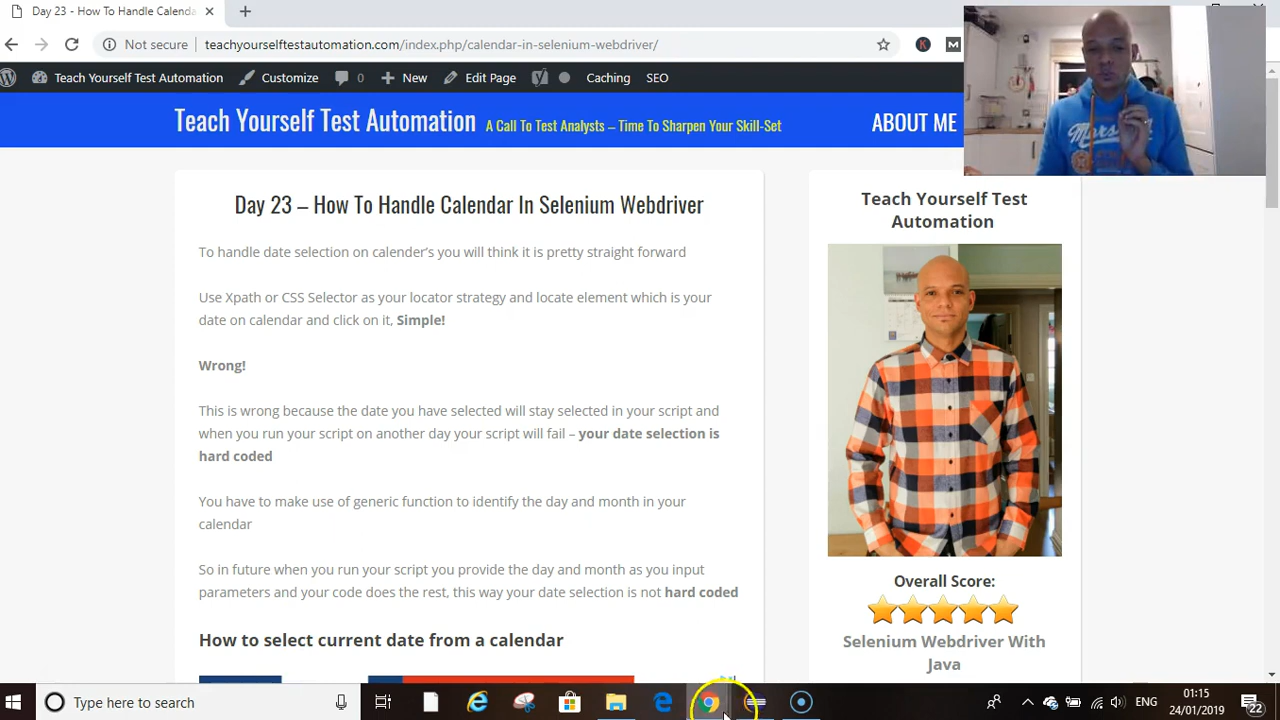 Day 23 - How To Handle Calenda
Not secure
teachyourselftestautomation.com/index.php/calendar-in-selenium-webdriver/
K
M
Teach Yourself Test Automation
Customize
0
New
Edit Page
Caching
SEO
Teach Yourself Test Automation
A Call To Test Analysts – Time To Sharpen Your Skill-Set
ABOUT ME
Day 23 – How To Handle Calendar In Selenium Webdriver
To handle date selection on calender's you will think it is pretty straight forward
Use Xpath or CSS Selector as your locator strategy and locate element which is your
date on calendar and click on it, Simple!
Wrong!
This is wrong because the date you have selected will stay selected in your script and
when you run your script on another day your script will fail – your date selection is
hard coded
You have to make use of generic function to identify the day and month in your
calendar
So in future when you run your script you provide the day and month as you input
parameters and your code does the rest, this way your date selection is not hard coded
How to select current date from a calendar
Teach Yourself Test
Automation
Overall Score:
Selenium Webdriver With
Java
Type here to search
ENG
01:15
24/01/2019
22